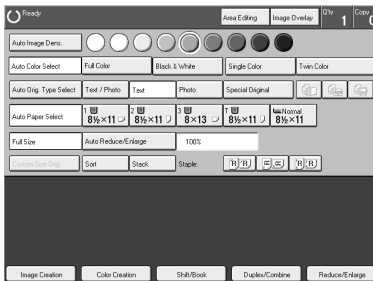 Ready Area Editing Image Overlay Q'ty 1 Copy 0
Auto Image Dens.
Auto Color Select Full Color Black & White Single Color Twin Color
Auto Orig. Type Select Text / Photo Text Photo Special Original
Auto Paper Select 1 8½×11 2 8½×11 3 8×13 T 8½×11 Normal 8½×11
Full Size Auto Reduce/Enlarge 100%
Custom Size Orig. Sort Stack Staple: R R R R R R
Image Creation Color Creation Shift/Book Duplex/Combine Reduce/Enlarge